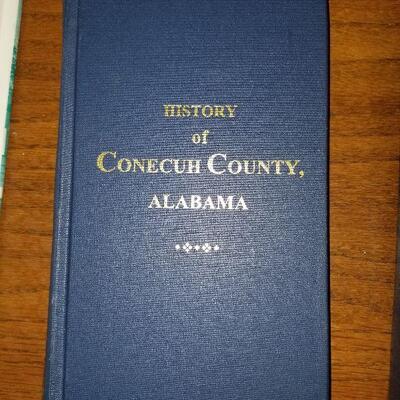 HISTORY
of
CONECUH COUNTY,
ALABAMA